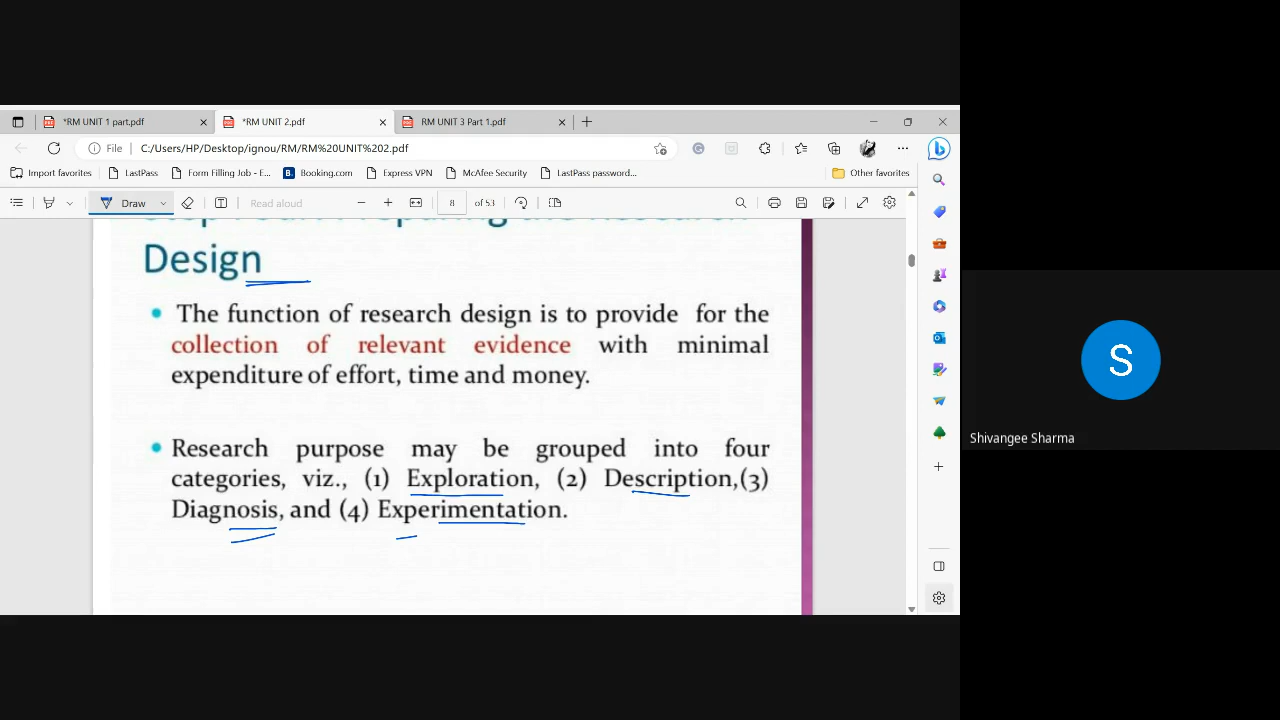 *RM UNIT 1 part.pdf
*RM UNIT 2.pdf
RM UNIT 3 Part 1.pdf
File
C:/Users/HP/Desktop/ignou/RM/RM%20UNIT%202.pdf
Import favorites
LastPass
Form Filling Job - E...
Booking.com
Express VPN
McAfee Security
LastPass password...
Other favorites
Draw
Read aloud
8
of 53
Design
The function of research design is to provide for the
collection of relevant evidence with minimal
expenditure of effort, time and money.
Research purpose may be grouped into four
categories, viz., (1) Exploration, (2) Description,(3)
Diagnosis, and (4) Experimentation.
S
Shivangee Sharma